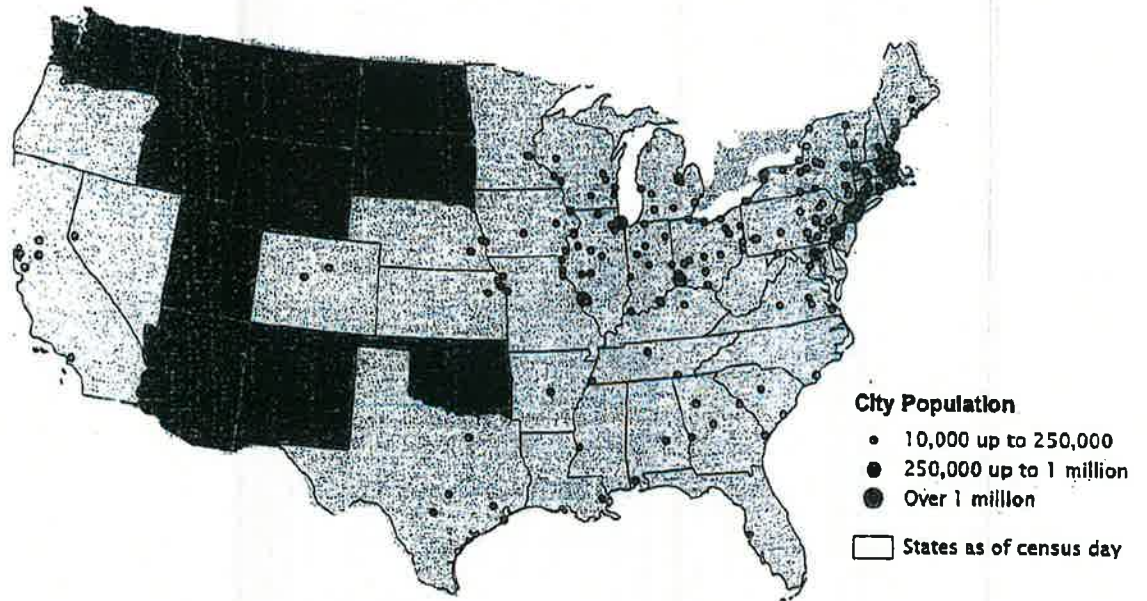 City Population
10,000 up to 250,000
250,000 up to 1 million
Over 1 million
States as of census day